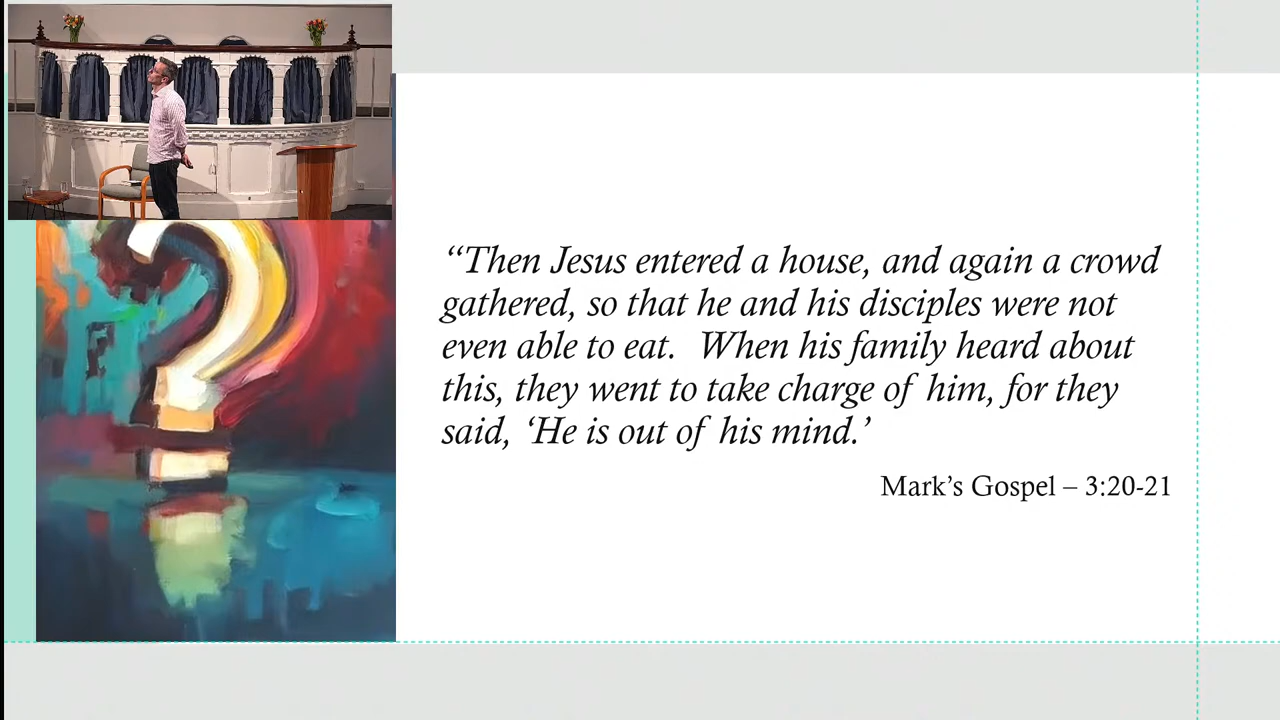 “Then Jesus entered a house, and again a crowd
gathered, so that he and his disciples were not
even able to eat.  When his family heard about
this, they went to take charge of him, for they
said, ‘He is out of his mind.’
Mark’s Gospel – 3:20-21